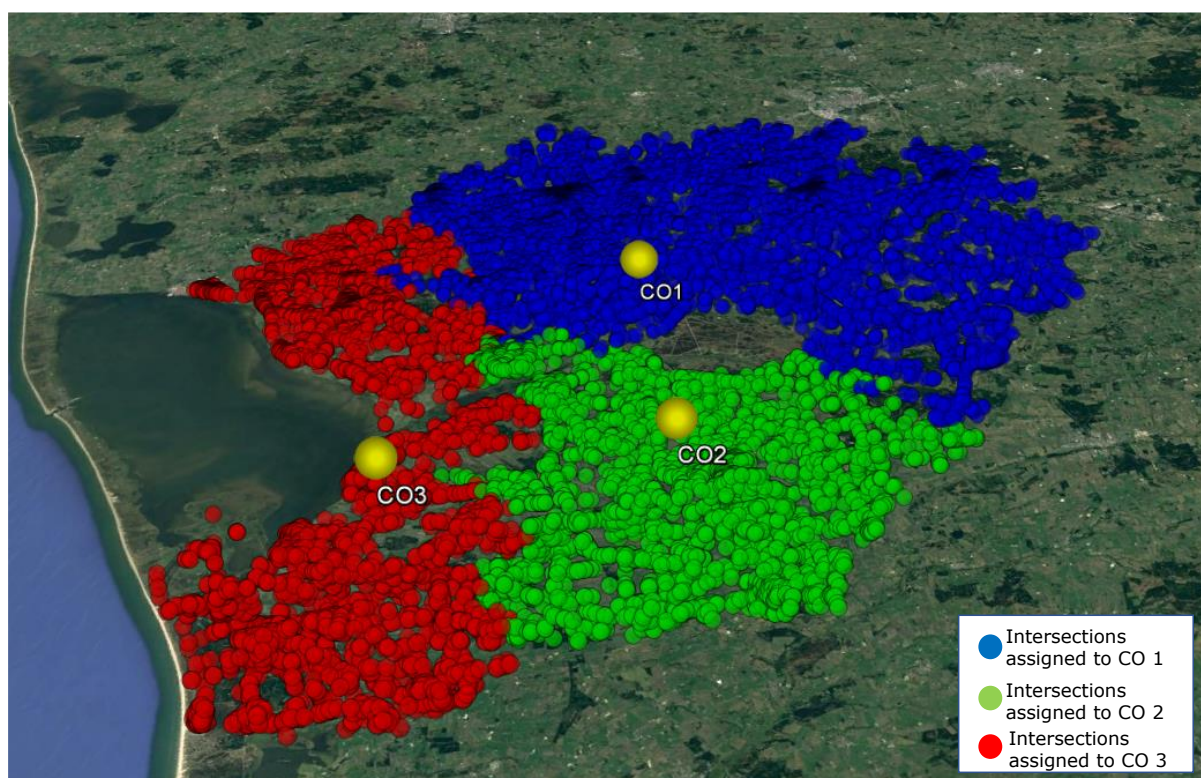 CO1
CO2
CO3
Intersections
assigned to CO 1
Intersections
assigned to CO 2
Intersections
assigned to CO 3